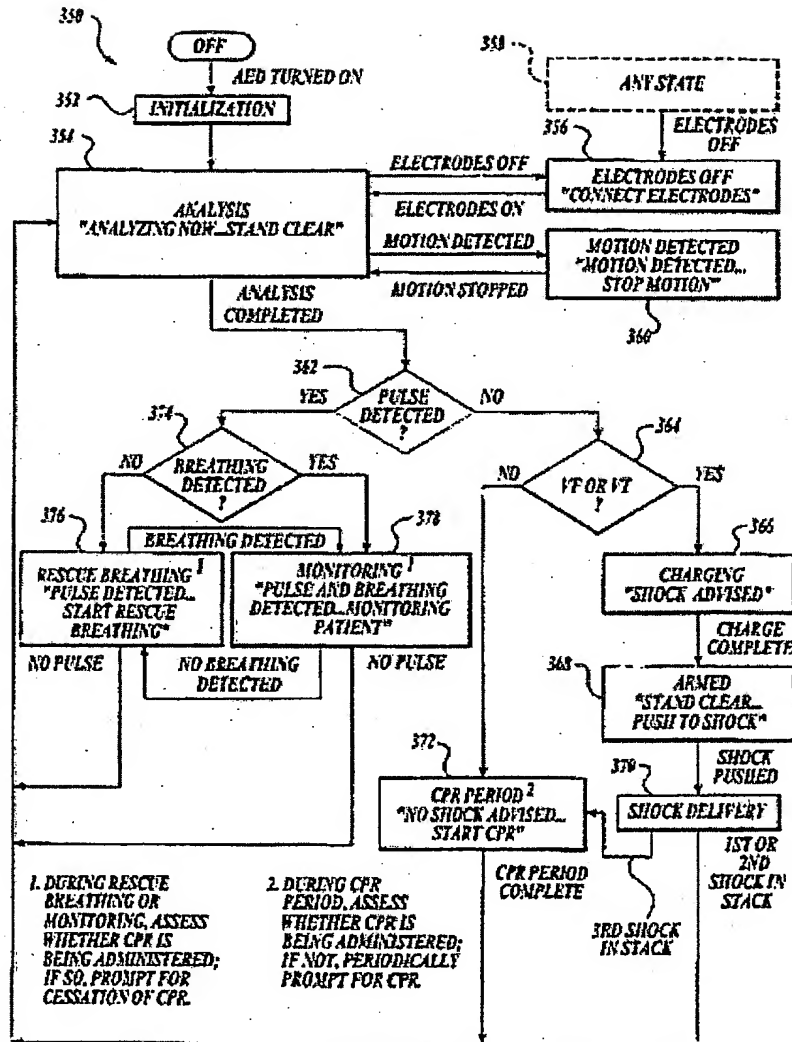 350
OFF
AED TURNED ON
352
INITIALIZATION
354
ANALYSIS
"ANALYZING NOW...STAND CLEAR"
358
ANY STATE
ELECTRODES
OFF
356
ELECTRODES OFF
"CONNECT ELECTRODES"
ELECTRODES OFF
ELECTRODES ON
MOTION DETECTED
MOTION STOPPED
MOTION DETECTED
"MOTION DETECTED...
STOP MOTION"
360
ANALYSIS
COMPLETED
362
PULSE
DETECTED
?
YES
NO
374
BREATHING
DETECTED
?
NO
YES
364
VF OR VT
?
NO
YES
376
BREATHING DETECTED
378
RESCUE BREATHING 1
"PULSE DETECTED...
START RESCUE
BREATHING"
MONITORING 1
"PULSE AND BREATHING
DETECTED...MONITORING
PATIENT"
NO PULSE
NO BREATHING
DETECTED
NO PULSE
366
CHARGING
"SHOCK ADVISED"
CHARGE
COMPLETE
368
ARMED
"STAND CLEAR...
PUSH TO SHOCK"
SHOCK
PUSHED
370
SHOCK DELIVERY
372
CPR PERIOD 2
"NO SHOCK ADVISED...
START CPR"
CPR PERIOD
COMPLETE
1ST OR
2ND
SHOCK IN
STACK
3RD SHOCK
IN STACK
1. DURING RESCUE
BREATHING OR
MONITORING, ASSESS
WHETHER CPR IS
BEING ADMINISTERED;
IF SO, PROMPT FOR
CESSATION OF CPR.
2. DURING CPR
PERIOD, ASSESS
WHETHER CPR IS
BEING ADMINISTERED;
IF NOT, PERIODICALLY
PROMPT FOR CPR.